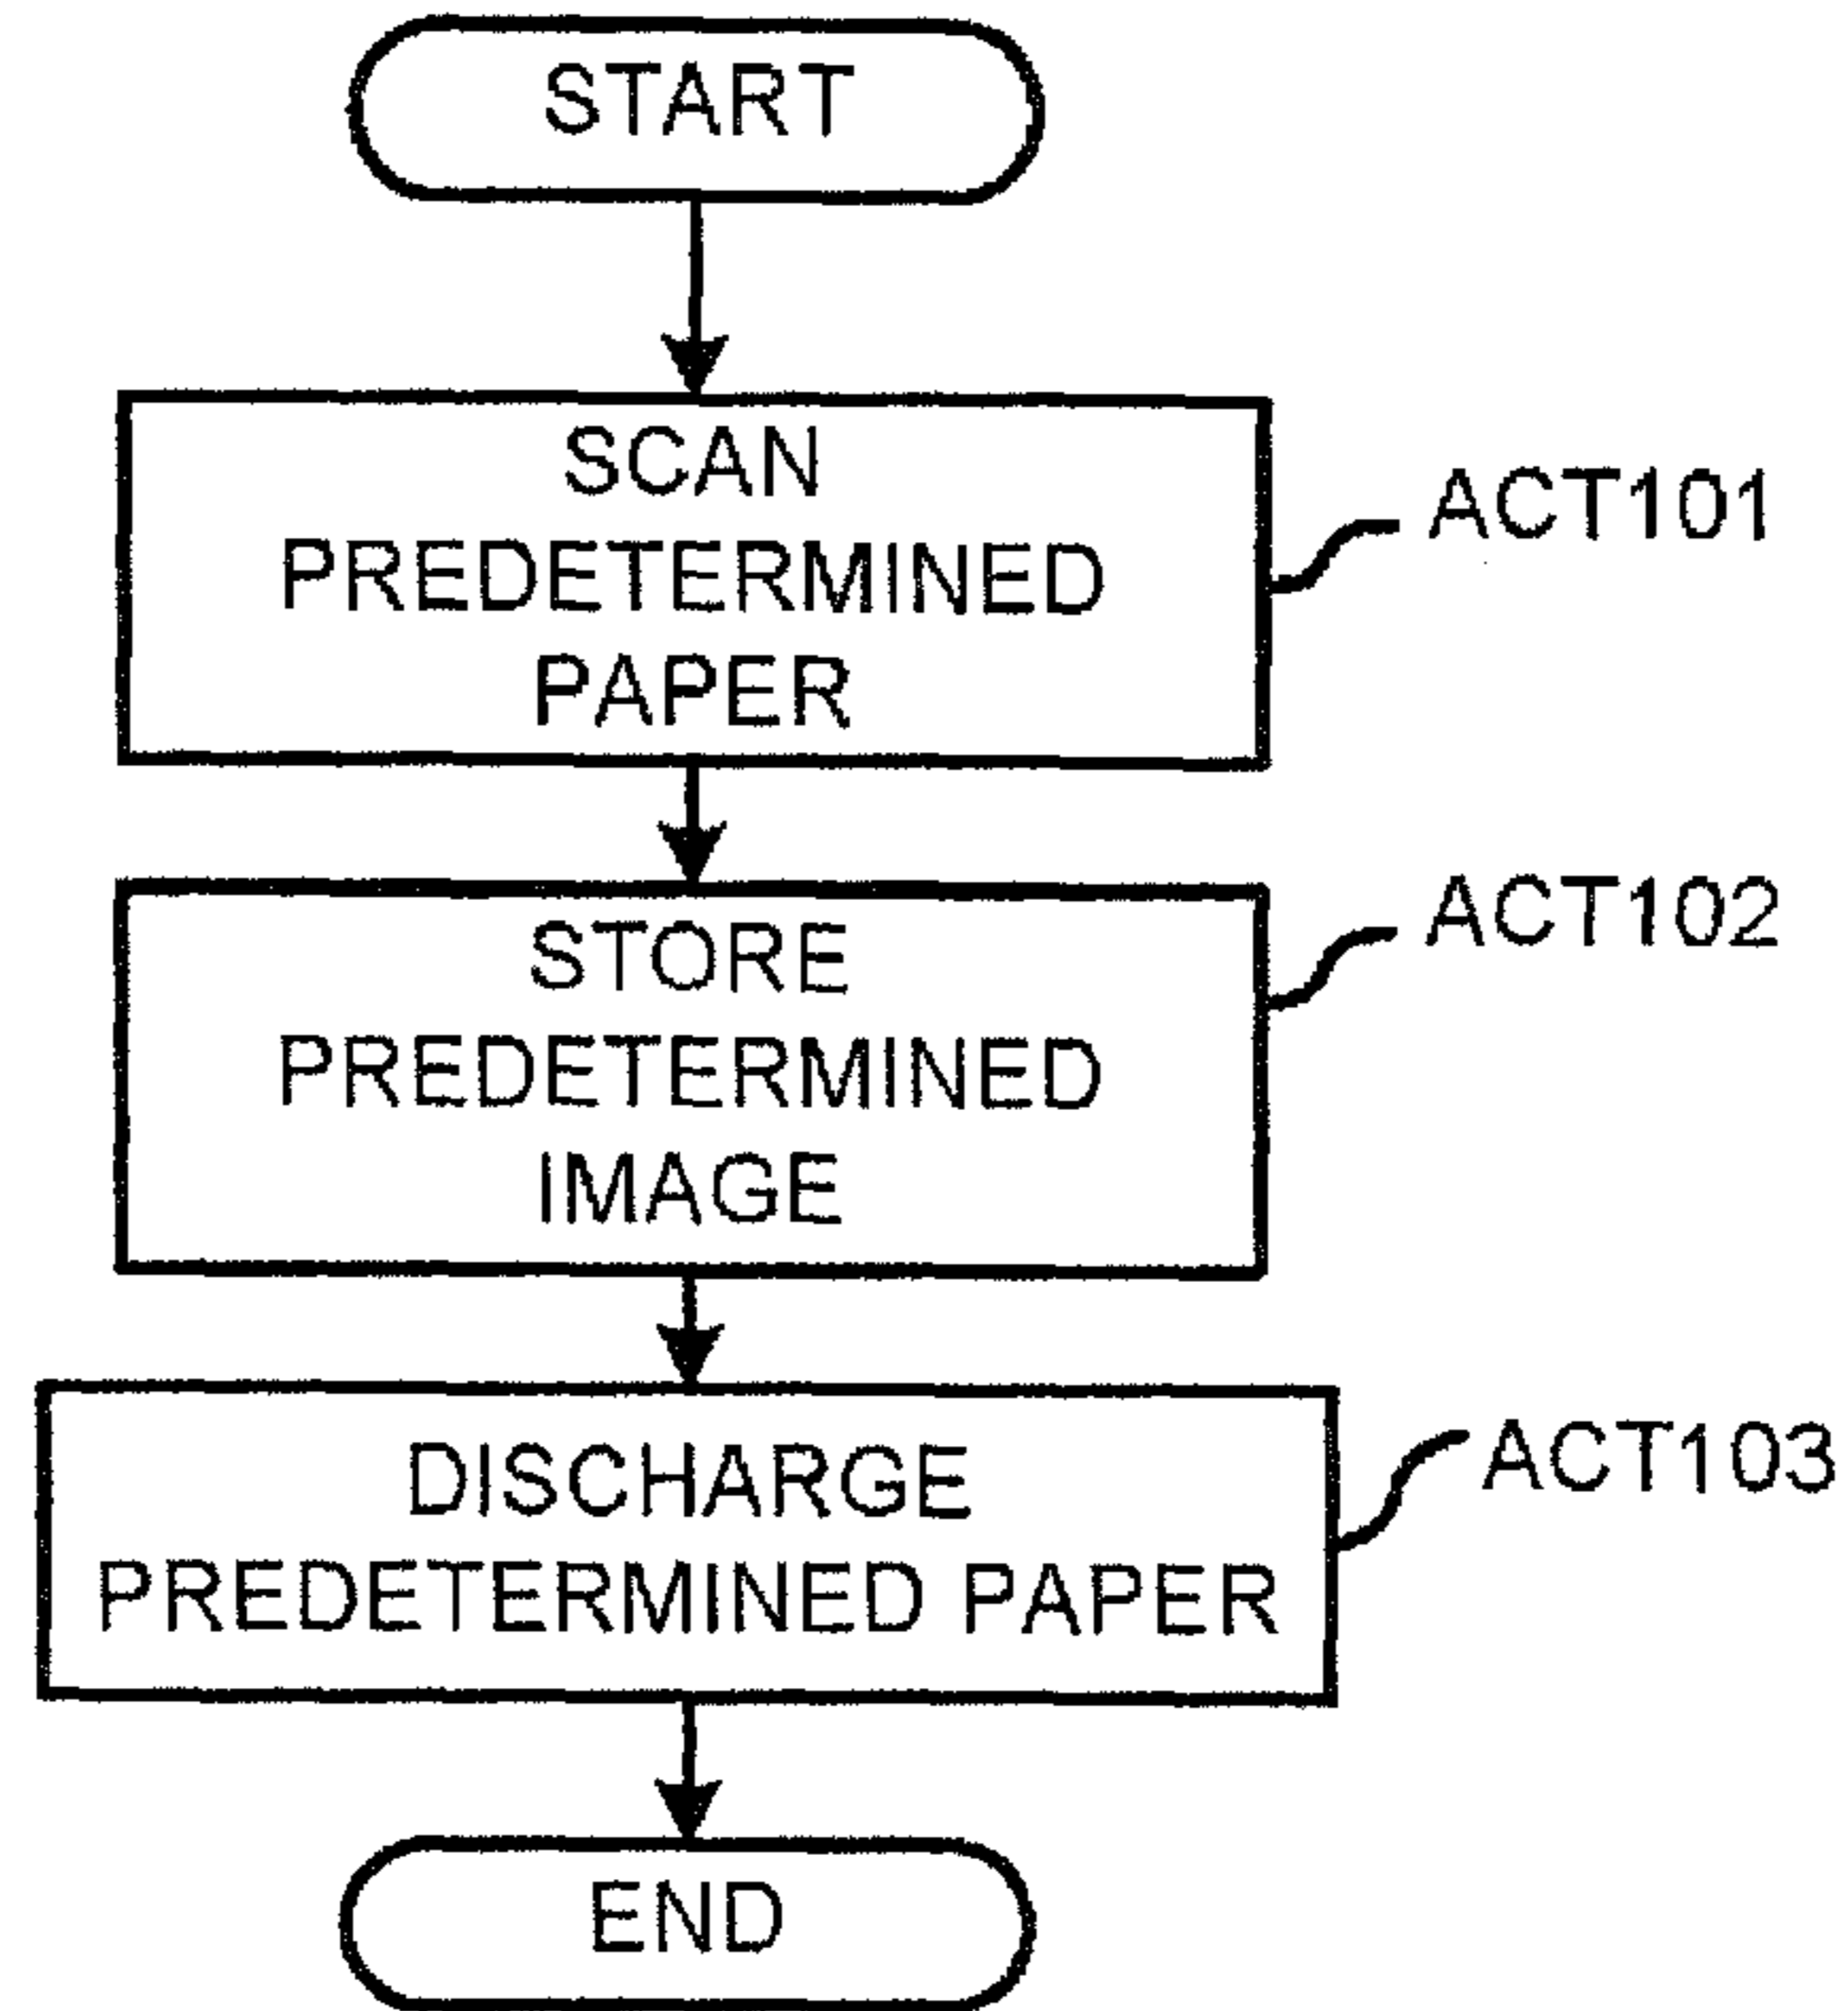 START
SCAN
PREDETERMINED
PAPER
ACT101
STORE
PREDETERMINED
IMAGE
ACT102
DISCHARGE
PREDETERMINED PAPER
ACT103
END